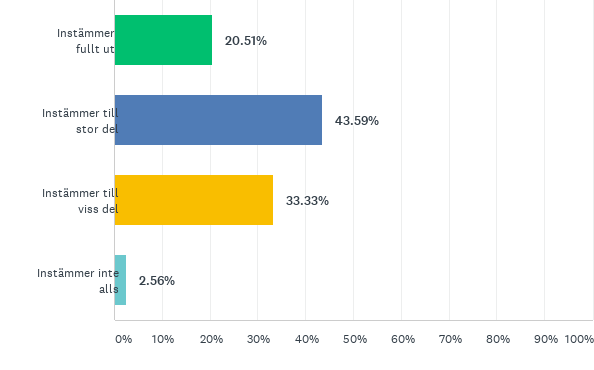 Instämmer
fullt ut
20.51%
Instämmer till
stor del
43.59%
Instämmer till
viss del
33.33%
Instämmer inte
alls
2.56%
0% 10% 20% 30% 40% 50% 60% 70% 80% 90% 100%